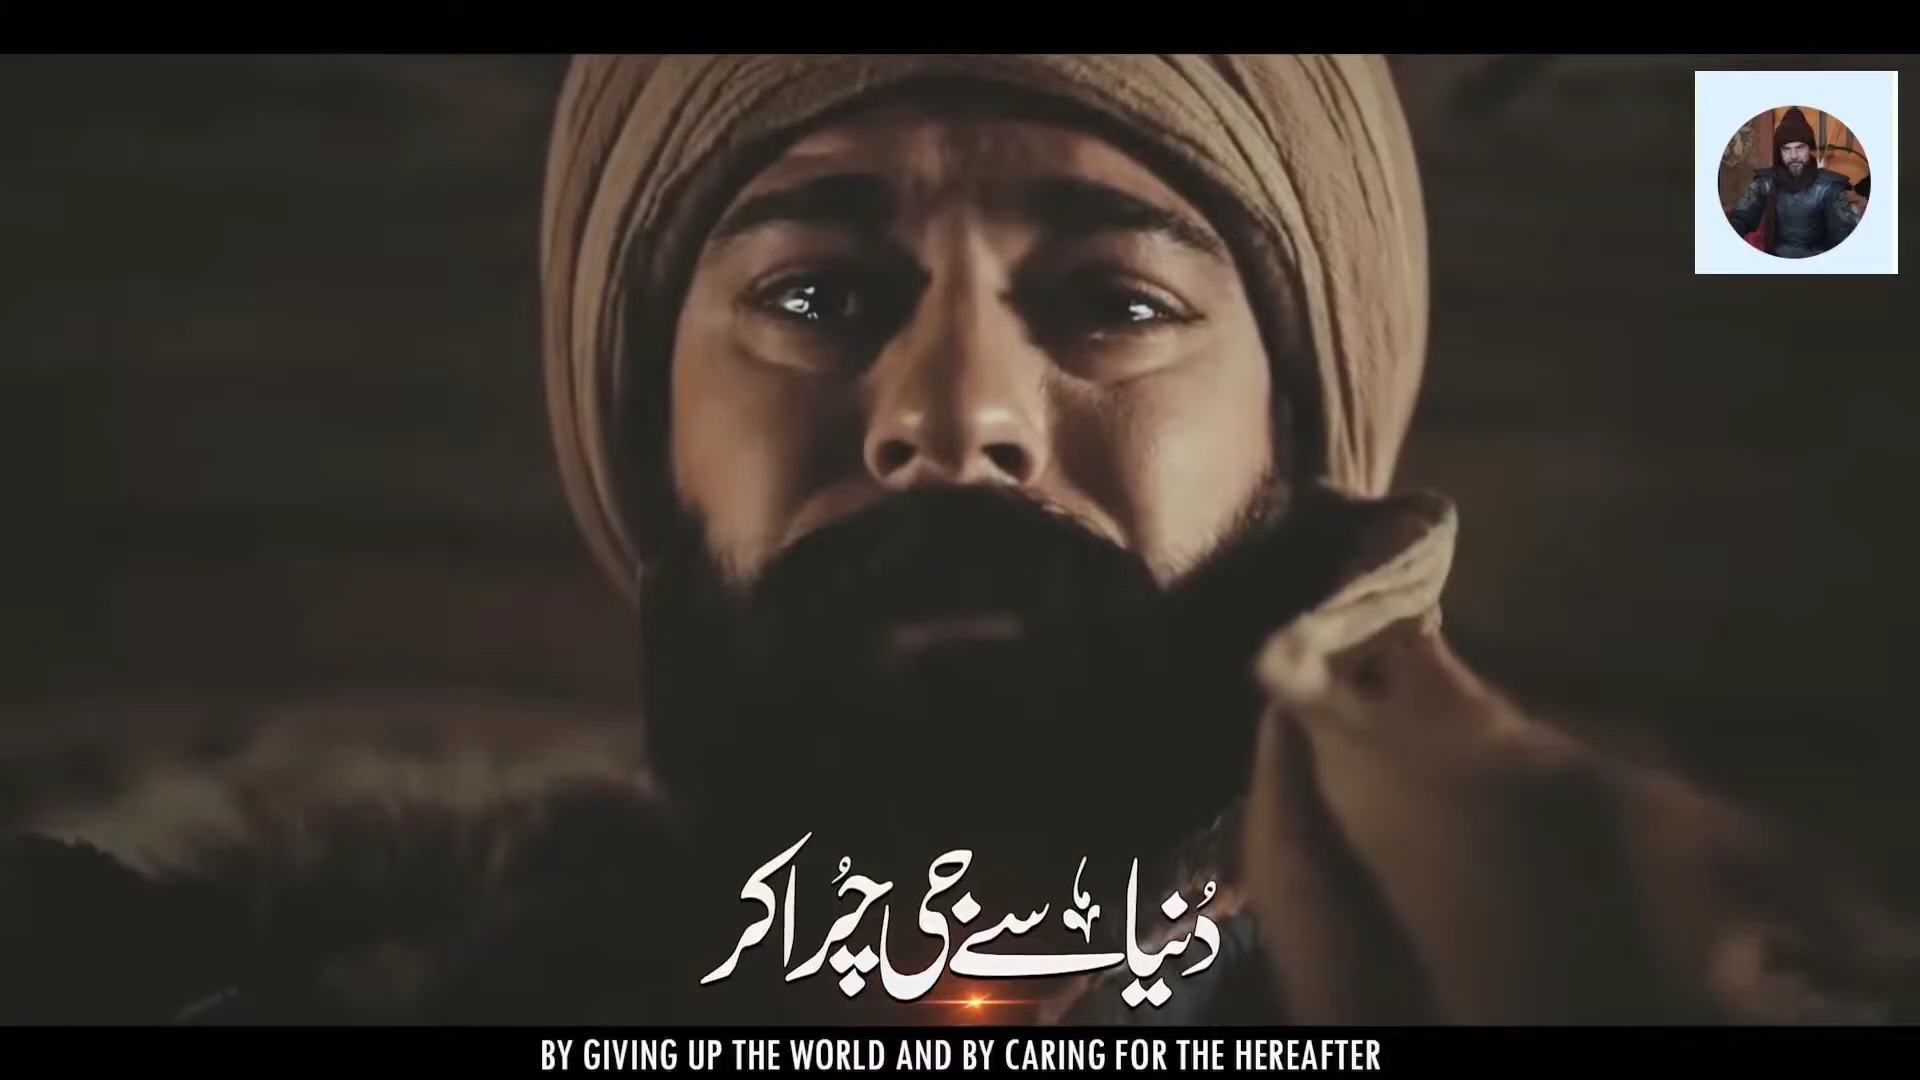 دُنیا سے جی چُرا کر
BY GIVING UP THE WORLD AND BY CARING FOR THE HEREAFTER